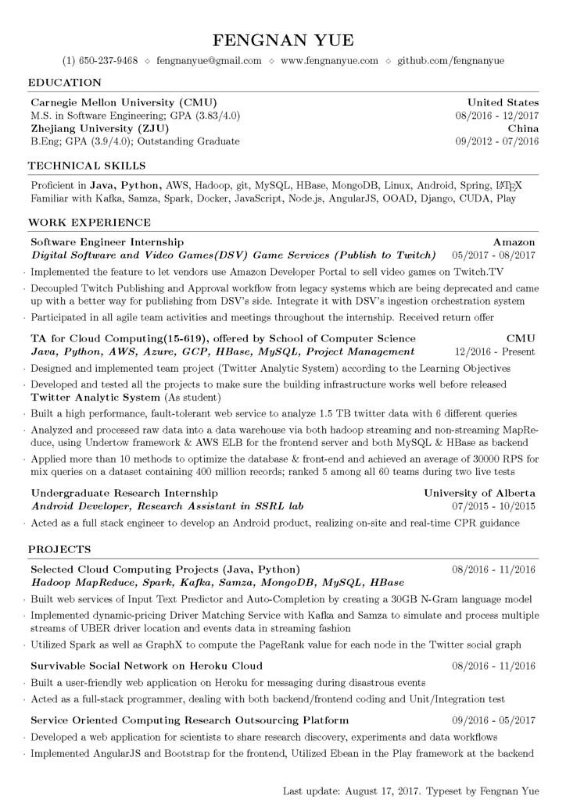 FENGNAN YUE
(1) 650-237-9468 ⋄ fengnanyue@gmail.com ⋄ www.fengnanyue.com ⋄ github.com/fengnanyue
EDUCATION
Carnegie Mellon University (CMU) United States
M.S. in Software Engineering; GPA (3.83/4.0) 08/2016 - 12/2017
Zhejiang University (ZJU) China
B.Eng; GPA (3.9/4.0); Outstanding Graduate 09/2012 - 07/2016
TECHNICAL SKILLS
Proficient in Java, Python, AWS, Hadoop, git, MySQL, HBase, MongoDB, Linux, Android, Spring, LATEX
Familiar with Kafka, Samza, Spark, Docker, JavaScript, Node.js, AngularJS, OOAD, Django, CUDA, Play
WORK EXPERIENCE
Software Engineer Internship Amazon
Digital Software and Video Games(DSV) Game Services (Publish to Twitch) 05/2017 - 08/2017
· Implemented the feature to let vendors use Amazon Developer Portal to sell video games on Twitch.TV
· Decoupled Twitch Publishing and Approval workflow from legacy systems which are being deprecated and came
up with a better way for publishing from DSV's side. Integrate it with DSV's ingestion orchestration system
· Participated in all agile team activities and meetings throughout the internship. Received return offer
TA for Cloud Computing(15-619), offered by School of Computer Science CMU
Java, Python, AWS, Azure, GCP, HBase, MySQL, Project Management 12/2016 - Present
· Designed and implemented team project (Twitter Analytic System) according to the Learning Objectives
· Developed and tested all the projects to make sure the building infrastructure works well before released
Twitter Analytic System (As student)
· Built a high performance, fault-tolerant web service to analyze 1.5 TB twitter data with 6 different queries
· Analyzed and processed raw data into a data warehouse via both hadoop streaming and non-streaming MapRe-
duce, using Undertow framework & AWS ELB for the frontend server and both MySQL & HBase as backend
· Applied more than 10 methods to optimize the database & front-end and achieved an average of 30000 RPS for
mix queries on a dataset containing 400 million records; ranked 5 among all 60 teams during two live tests
Undergraduate Research Internship University of Alberta
Android Developer, Research Assistant in SSRL lab 07/2015 - 10/2015
· Acted as a full stack engineer to develop an Android product, realizing on-site and real-time CPR guidance
PROJECTS
Selected Cloud Computing Projects (Java, Python) 08/2016 - 11/2016
Hadoop MapReduce, Spark, Kafka, Samza, MongoDB, MySQL, HBase
· Built web services of Input Text Predictor and Auto-Completion by creating a 30GB N-Gram language model
· Implemented dynamic-pricing Driver Matching Service with Kafka and Samza to simulate and process multiple
streams of UBER driver location and events data in streaming fashion
· Utilized Spark as well as GraphX to compute the PageRank value for each node in the Twitter social graph
Survivable Social Network on Heroku Cloud 08/2016 - 11/2016
· Built a user-friendly web application on Heroku for messaging during disastrous events
· Acted as a full-stack programmer, dealing with both backend/frontend coding and Unit/Integration test
Service Oriented Computing Research Outsourcing Platform 09/2016 - 05/2017
· Developed a web application for scientists to share research discovery, experiments and data workflows
· Implemented AngularJS and Bootstrap for the frontend, Utilized Ebean in the Play framework at the backend
Last update: August 17, 2017. Typeset by Fengnan Yue